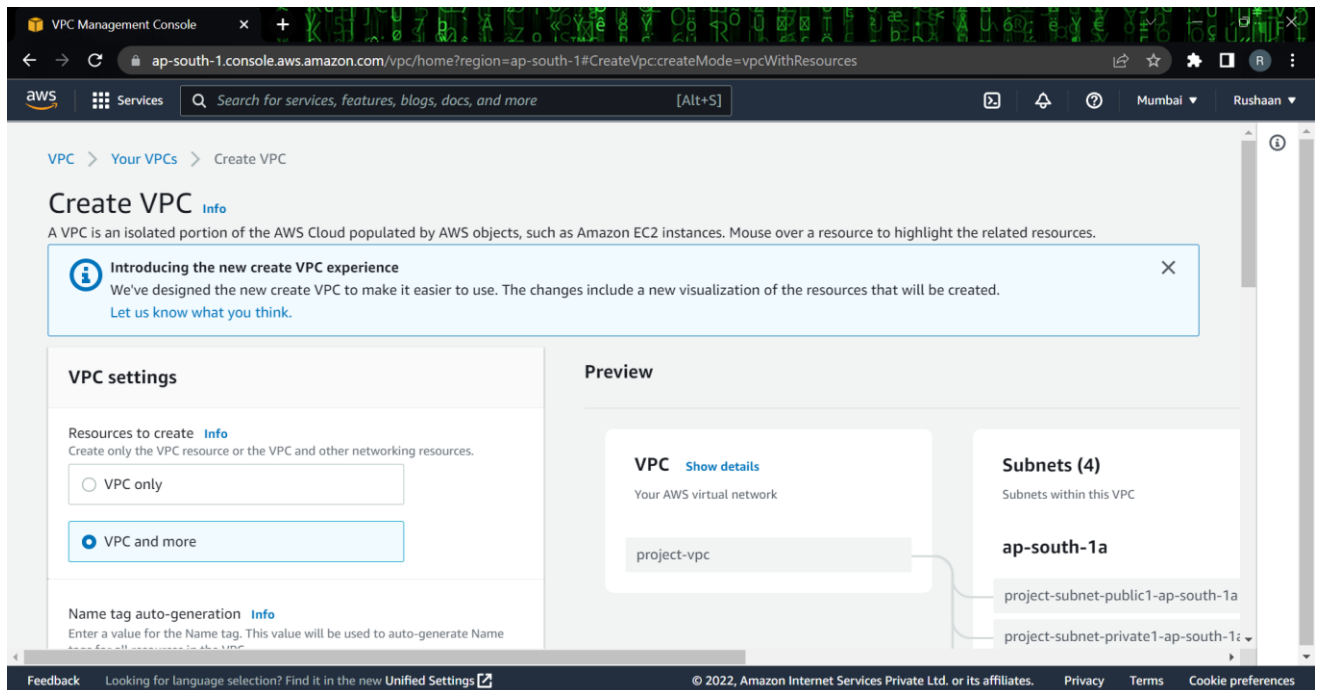 VPC Management Console
ap-south-1.console.aws.amazon.com/vpc/home?region=ap-south-1#CreateVpc:createMode=vpcWithResources
R
aws
Services
Search for services, features, blogs, docs, and more
[Alt+S]
Mumbai
Rushaan
VPC > Your VPCs > Create VPC
Create VPC Info
A VPC is an isolated portion of the AWS Cloud populated by AWS objects, such as Amazon EC2 instances. Mouse over a resource to highlight the related resources.
Introducing the new create VPC experience
We've designed the new create VPC to make it easier to use. The changes include a new visualization of the resources that will be created.
Let us know what you think.
VPC settings
Resources to create Info
Create only the VPC resource or the VPC and other networking resources.
VPC only
VPC and more
Name tag auto-generation Info
Enter a value for the Name tag. This value will be used to auto-generate Name
tags for all resources in the VPC.
Preview
VPC Show details
Your AWS virtual network
project-vpc
Subnets (4)
Subnets within this VPC
ap-south-1a
project-subnet-public1-ap-south-1a
project-subnet-private1-ap-south-1a
Feedback
Looking for language selection? Find it in the new Unified Settings
© 2022, Amazon Internet Services Private Ltd. or its affiliates.
Privacy
Terms
Cookie preferences